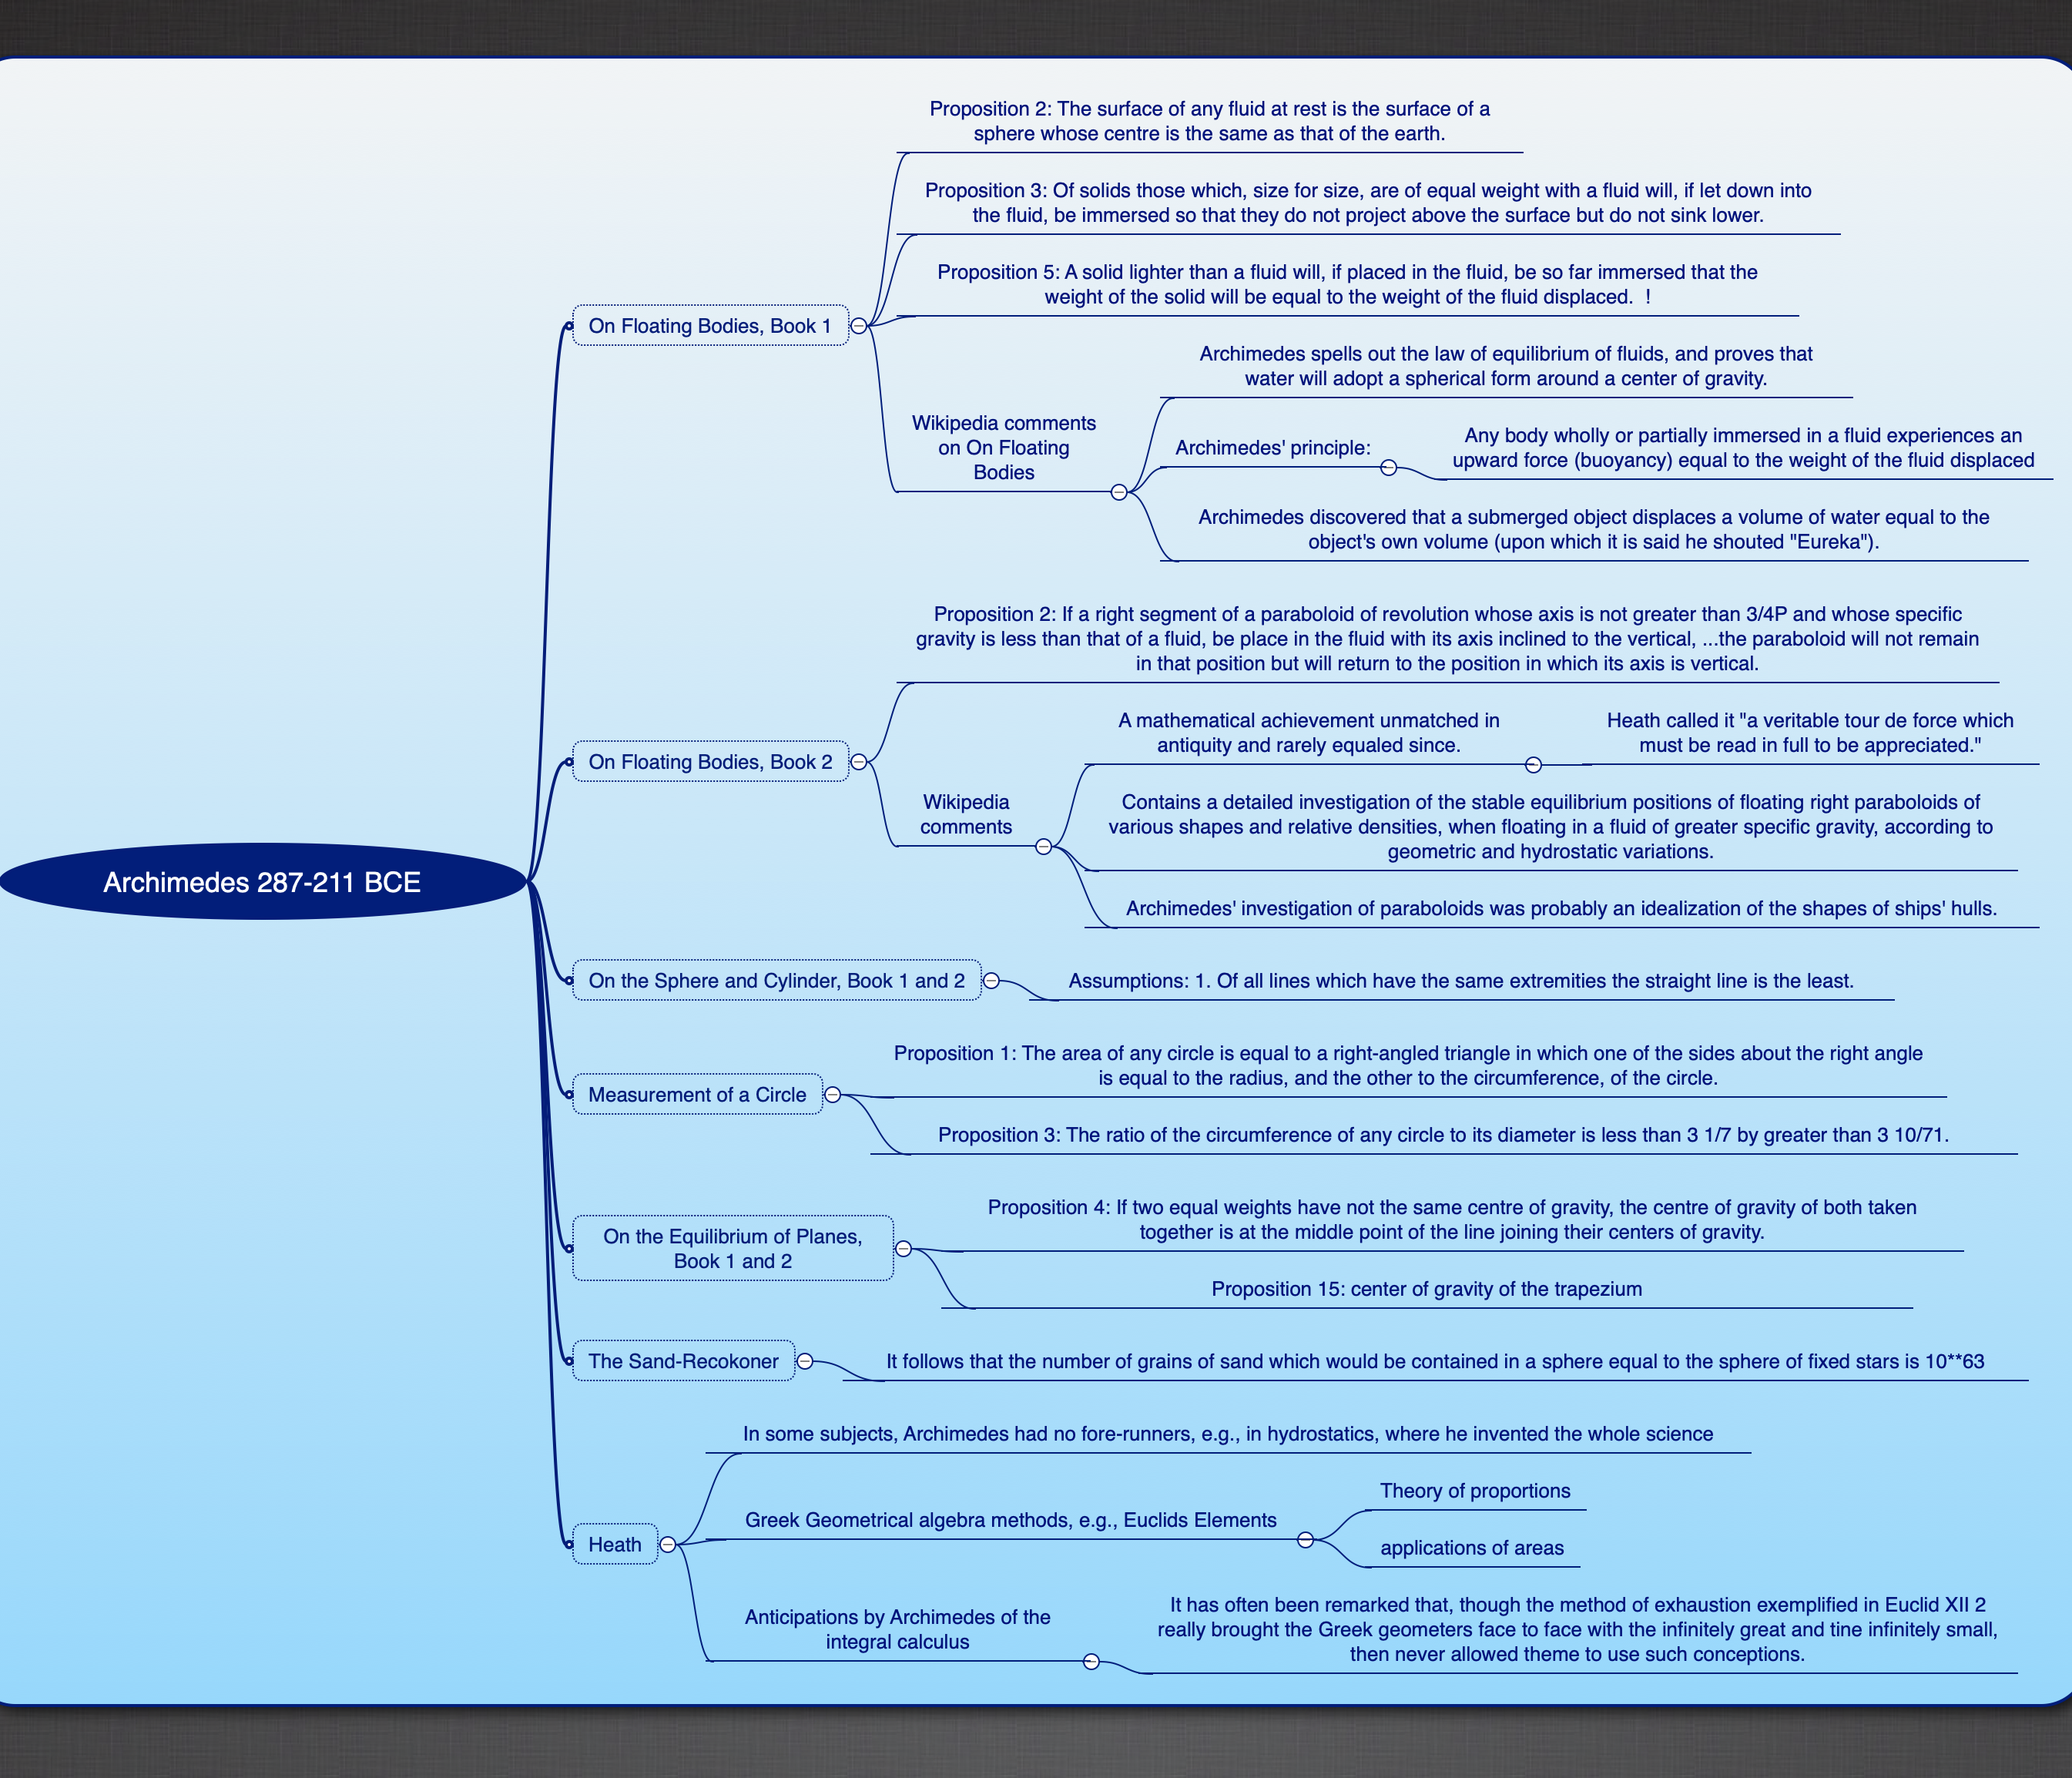 Proposition 2: The surface of any fluid at rest is the surface of a
sphere whose centre is the same as that of the earth.
Proposition 3: Of solids those which, size for size, are of equal weight with a fluid will, if let down into
the fluid, be immersed so that they do not project above the surface but do not sink lower.
Proposition 5: A solid lighter than a fluid will, if placed in the fluid, be so far immersed that the
weight of the solid will be equal to the weight of the fluid displaced.  !
On Floating Bodies, Book 1
Archimedes spells out the law of equilibrium of fluids, and proves that
water will adopt a spherical form around a center of gravity.
Wikipedia comments
on On Floating
Bodies
Archimedes' principle:
Any body wholly or partially immersed in a fluid experiences an
upward force (buoyancy) equal to the weight of the fluid displaced
Archimedes discovered that a submerged object displaces a volume of water equal to the
object's own volume (upon which it is said he shouted "Eureka").
Proposition 2: If a right segment of a paraboloid of revolution whose axis is not greater than 3/4P and whose specific
gravity is less than that of a fluid, be place in the fluid with its axis inclined to the vertical, ...the paraboloid will not remain
in that position but will return to the position in which its axis is vertical.
On Floating Bodies, Book 2
A mathematical achievement unmatched in
antiquity and rarely equaled since.
Heath called it "a veritable tour de force which
must be read in full to be appreciated."
Wikipedia
comments
Contains a detailed investigation of the stable equilibrium positions of floating right paraboloids of
various shapes and relative densities, when floating in a fluid of greater specific gravity, according to
geometric and hydrostatic variations.
Archimedes' investigation of paraboloids was probably an idealization of the shapes of ships' hulls.
Archimedes 287-211 BCE
On the Sphere and Cylinder, Book 1 and 2
Assumptions: 1. Of all lines which have the same extremities the straight line is the least.
Measurement of a Circle
Proposition 1: The area of any circle is equal to a right-angled triangle in which one of the sides about the right angle
is equal to the radius, and the other to the circumference, of the circle.
Proposition 3: The ratio of the circumference of any circle to its diameter is less than 3 1/7 by greater than 3 10/71.
On the Equilibrium of Planes,
Book 1 and 2
Proposition 4: If two equal weights have not the same centre of gravity, the centre of gravity of both taken
together is at the middle point of the line joining their centers of gravity.
Proposition 15: center of gravity of the trapezium
The Sand-Recokoner
It follows that the number of grains of sand which would be contained in a sphere equal to the sphere of fixed stars is 10**63
Heath
In some subjects, Archimedes had no fore-runners, e.g., in hydrostatics, where he invented the whole science
Greek Geometrical algebra methods, e.g., Euclids Elements
Theory of proportions
applications of areas
Anticipations by Archimedes of the
integral calculus
It has often been remarked that, though the method of exhaustion exemplified in Euclid XII 2
really brought the Greek geometers face to face with the infinitely great and tine infinitely small,
then never allowed theme to use such conceptions.